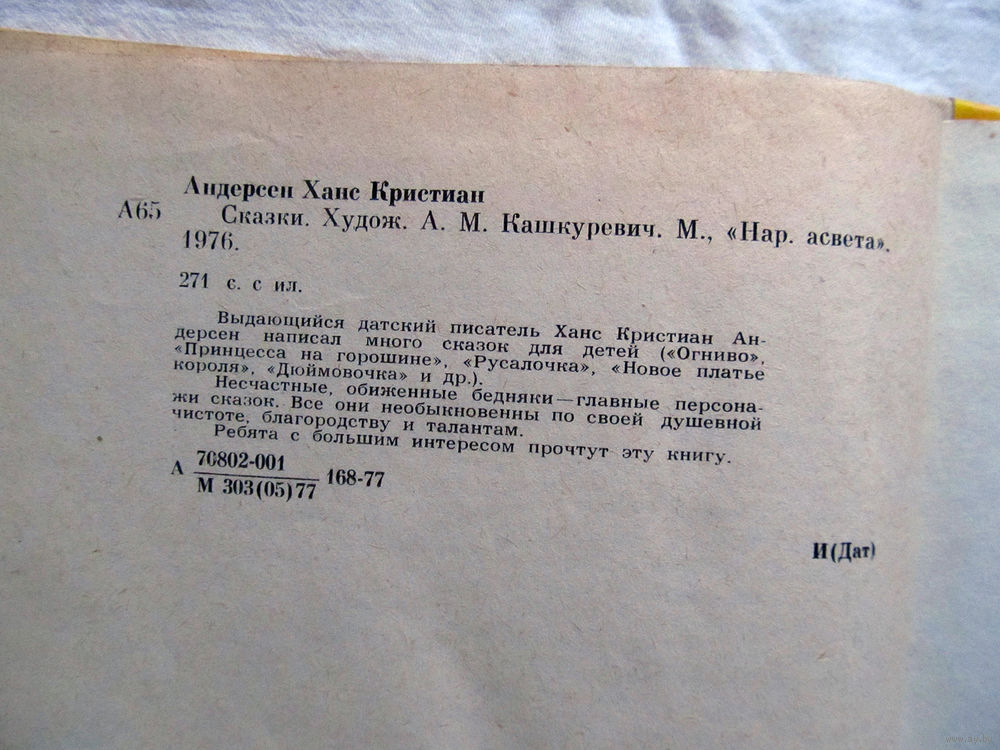 Андерсен Ханс Кристиан
А65 Сказки. Худож. А. М. Кашкуревич. М., «Нар. асвета».
1976.
271 с. с ил.
Выдающийся датский писатель Ханс Кристиан Ан-
дерсен написал много сказок для детей («Огниво»,
«Принцесса на горошине», «Русалочка», «Новое платье
короля», «Дюймовочка» и др.).
Несчастные, обиженные бедняки—главные персона-
жи сказок. Все они необыкновенны по своей душевной
чистоте, благородству и талантам.
Ребята с большим интересом прочтут эту книгу.
70802-001
А 168-77
М 303(05)77
И(Дат)